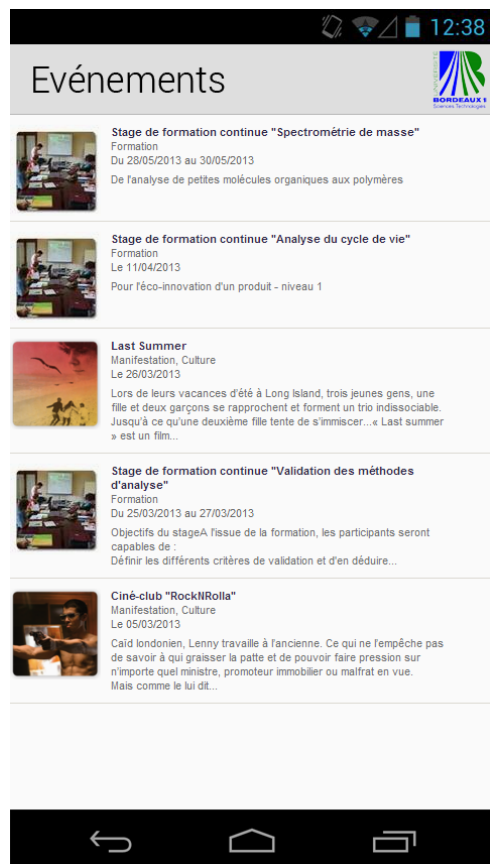 12:38
Evénements
UNIVERSITÉ
BORDEAUX 1
Sciences Technologies
Stage de formation continue "Spectrométrie de masse"
Formation
Du 28/05/2013 au 30/05/2013
De l'analyse de petites molécules organiques aux polymères
Stage de formation continue "Analyse du cycle de vie"
Formation
Le 11/04/2013
Pour l'éco-innovation d'un produit - niveau 1
Last Summer
Manifestation, Culture
Le 26/03/2013
Lors de leurs vacances d'été à Long Island, trois jeunes gens, une
fille et deux garçons se rapprochent et forment un trio indissociable.
Jusqu'à ce qu'une deuxième fille tente de s'immiscer...« Last summer
» est un film...
Stage de formation continue "Validation des méthodes
d'analyse"
Formation
Du 25/03/2013 au 27/03/2013
Objectifs du stageA l'issue de la formation, les participants seront
capables de :
Définir les différents critères de validation et d'en déduire...
Ciné-club "RockNRolla"
Manifestation, Culture
Le 05/03/2013
Caïd londonien, Lenny travaille à l'ancienne. Ce qui ne l'empêche pas
de savoir à qui graisser la patte et de pouvoir faire pression sur
n'importe quel ministre, promoteur immobilier ou malfrat en vue.
Mais comme le lui dit...